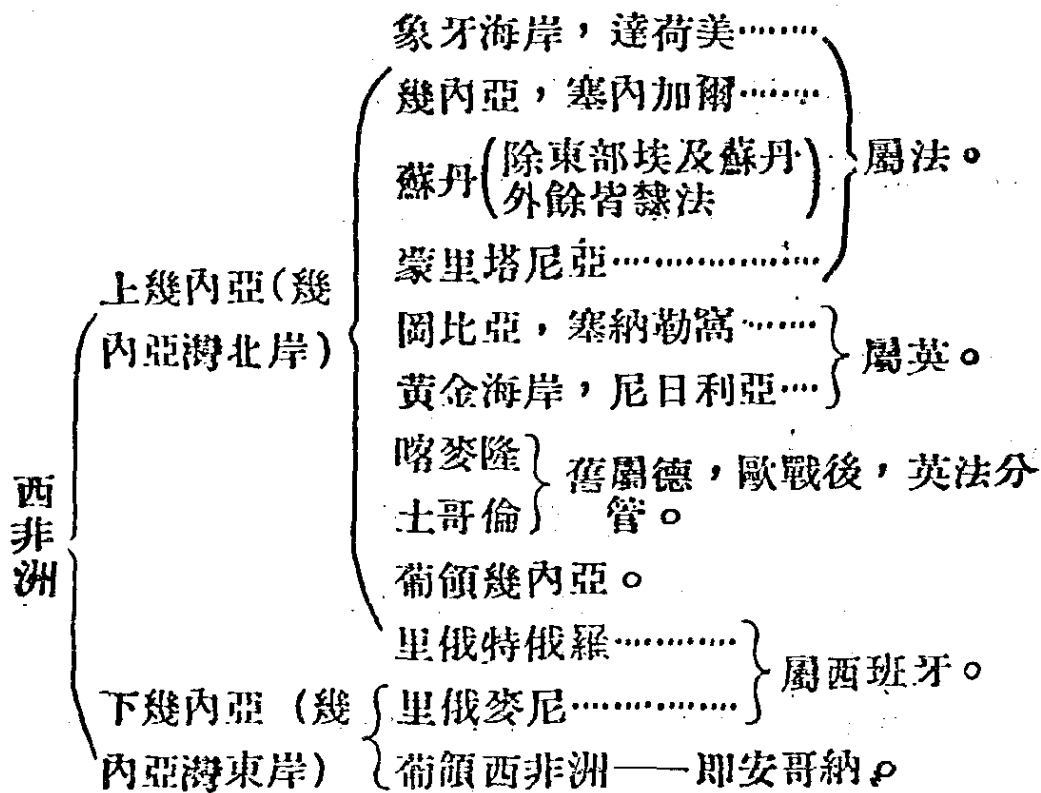 西非洲
上幾內亞(幾
內亞灣北岸)
象牙海岸,達荷美……
幾內亞,塞內加爾……
蘇丹(除東部埃及蘇丹
外餘皆隸法)
蒙里塔尼亞…………
屬法。
岡比亞,塞納勒窩……
黃金海岸,尼日利亞…
屬英。
喀麥隆
土哥倫
舊屬德,歐戰後,英法分
管。
葡領幾內亞。
里俄特俄羅…………
下幾內亞(幾
內亞灣東岸)
里俄麥尼……………
屬西班牙。
葡領西非洲——即安哥納。